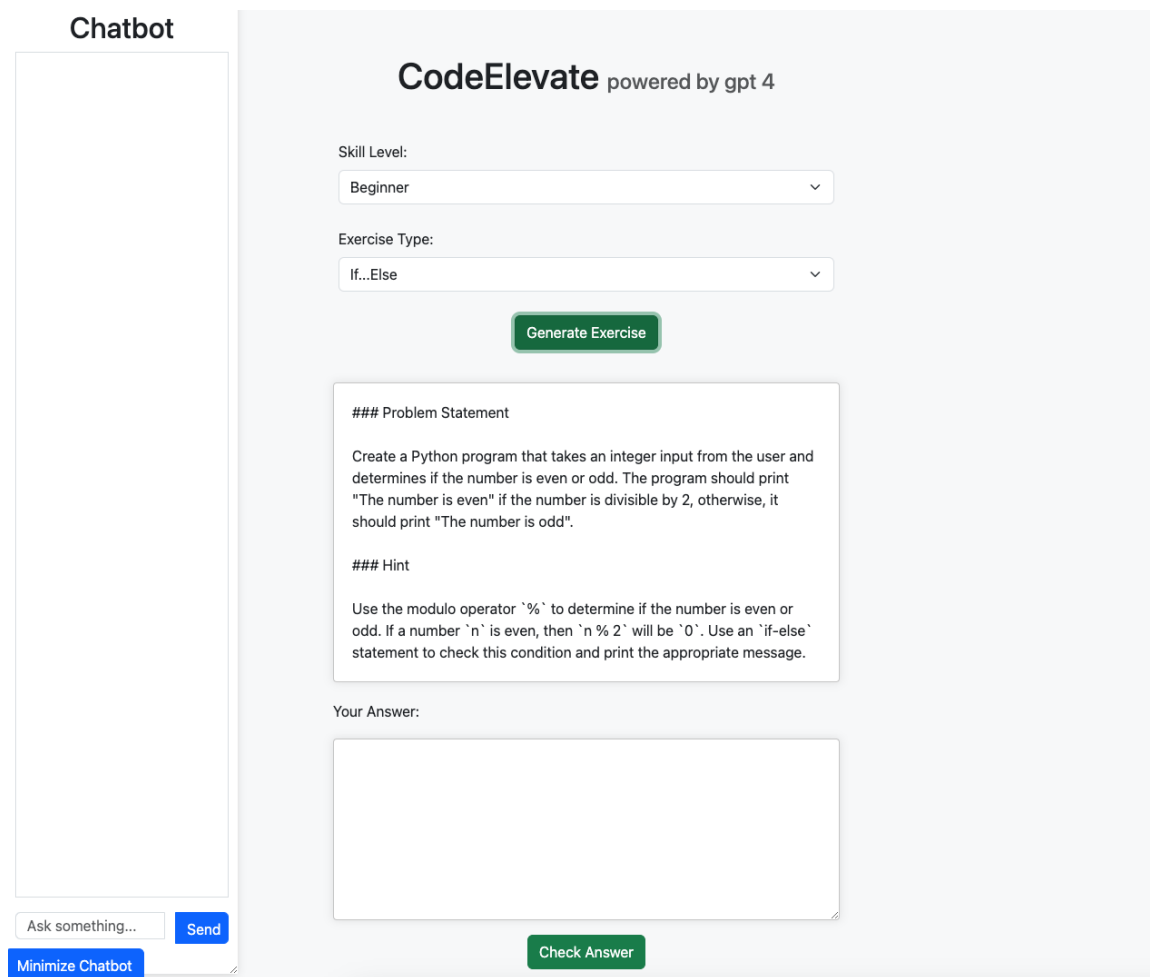 Chatbot
Ask something...
Send
Minimize Chatbot
CodeElevate powered by gpt 4
Skill Level:
Beginner
Exercise Type:
If...Else
Generate Exercise
### Problem Statement
Create a Python program that takes an integer input from the user and
determines if the number is even or odd. The program should print
"The number is even" if the number is divisible by 2, otherwise, it
should print "The number is odd".
### Hint
Use the modulo operator `%` to determine if the number is even or
odd. If a number `n` is even, then `n % 2` will be `0`. Use an `if-else`
statement to check this condition and print the appropriate message.
Your Answer:
Check Answer